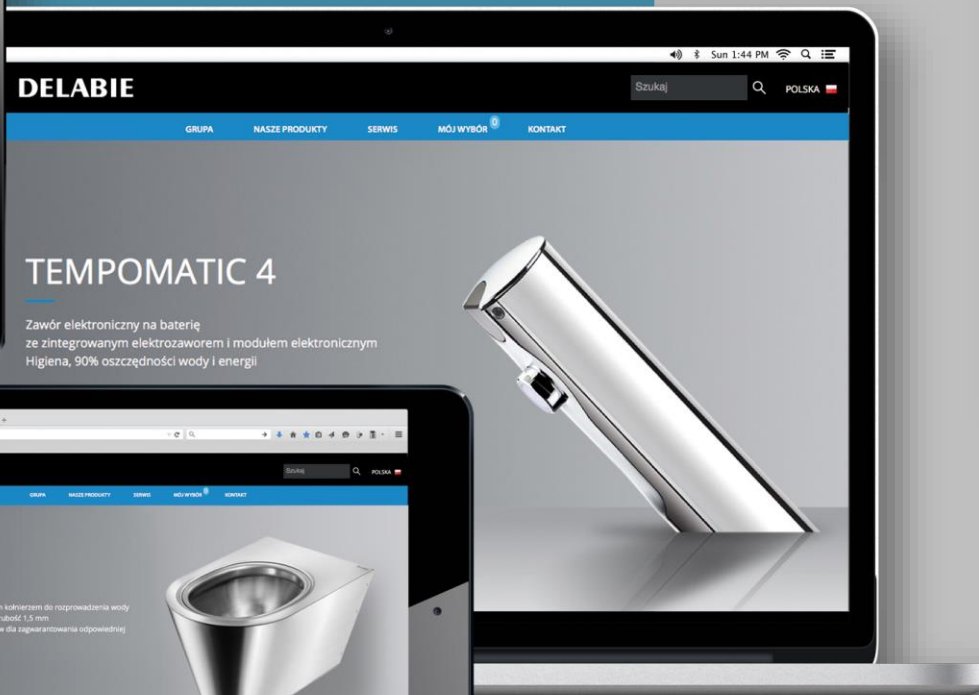 Sun 1:44 PM
DELABIE
Szukaj
POLSKA
GRUPA NASZE PRODUKTY SERWIS MÓJ WYBÓR 0 KONTAKT
TEMPOMATIC 4
Zawór elektroniczny na baterię
ze zintegrowanym elektrozaworem i modułem elektronicznym
Higiena, 90% oszczędności wody i energii
Szukaj
POLSKA
GRUPA NASZE PRODUKTY SERWIS MÓJ WYBÓR 0 KONTAKT
kołnierzem do rozprowadzenia wody
1,5 mm
dla zagwarantowania odpowiedniej